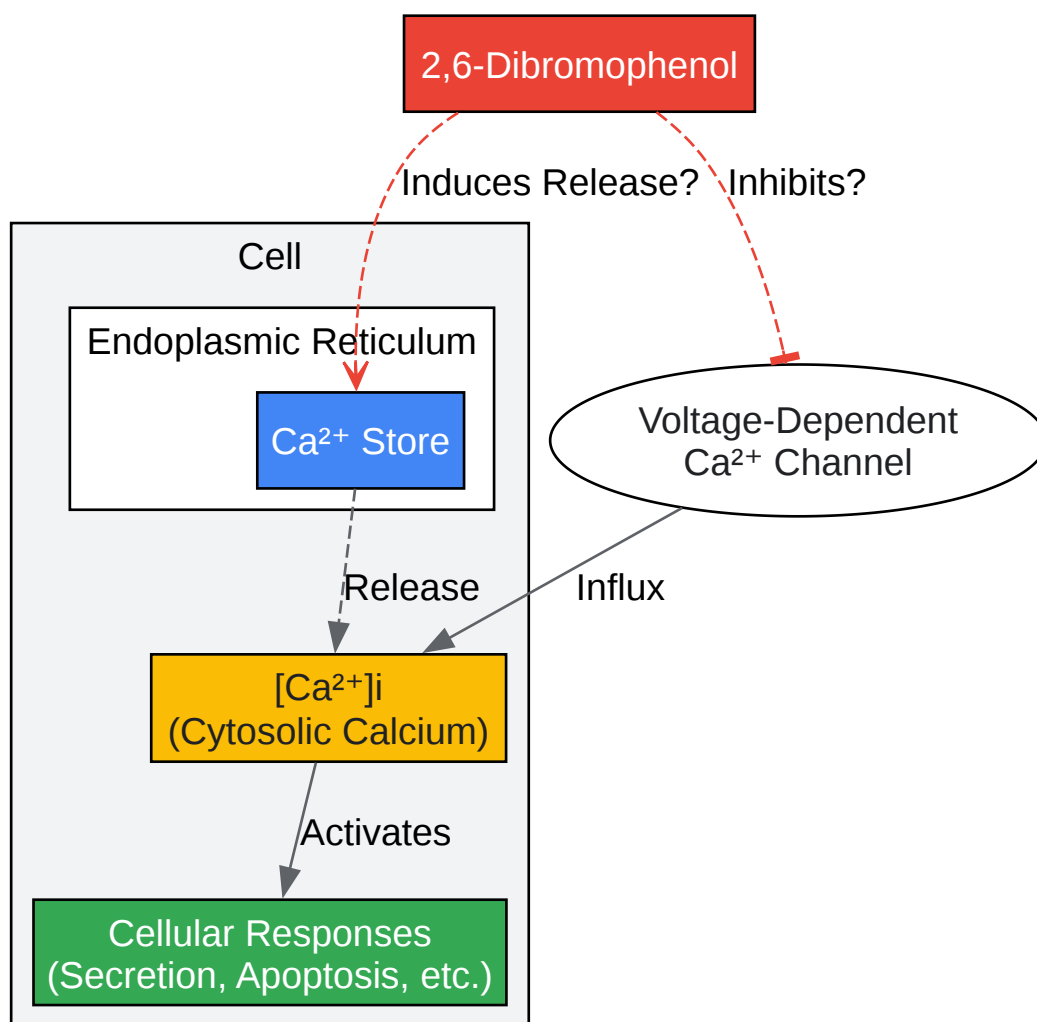 2,6-Dibromophenol
Induces Release?
Inhibits?
Cell
Endoplasmic Reticulum
Ca²⁺ Store
Voltage-Dependent
Ca²⁺ Channel
Release
Influx
[Ca²⁺]i
(Cytosolic Calcium)
Activates
Cellular Responses
(Secretion, Apoptosis, etc.)